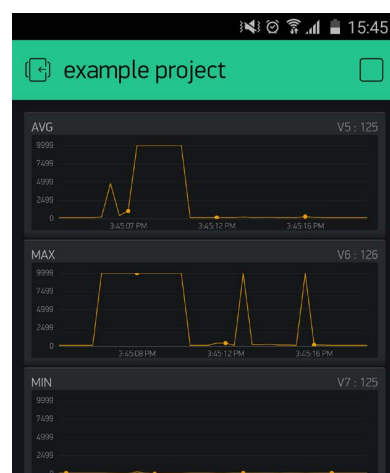 15:45
example project
AVG V5 : 125
9999
7499
4999
2499
0
3:45:07 PM 3:45:12 PM 3:45:16 PM
MAX V6 : 126
9999
7499
4999
2499
0
3:45:08 PM 3:45:12 PM 3:45:16 PM
MIN V7 : 125
9999
7499
4999
2499
0